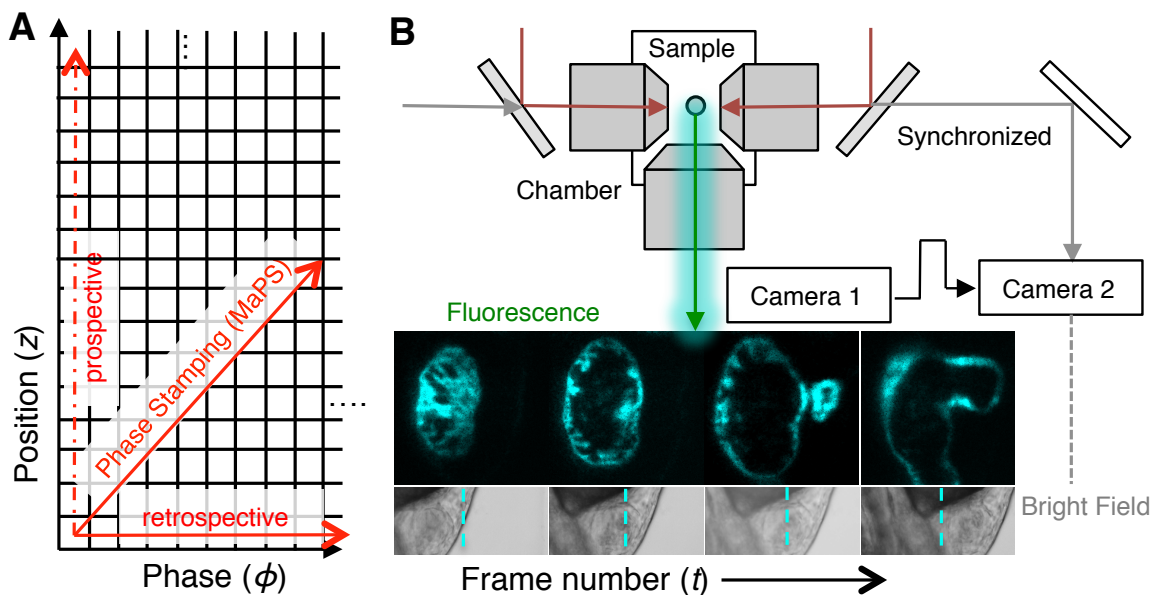 A
Position (z)
prospective
Phase Stamping (MaPS)
retrospective
Phase (ϕ)
B
Sample
Synchronized
Chamber
Camera 1
Camera 2
Fluorescence
Bright Field
Frame number (t)